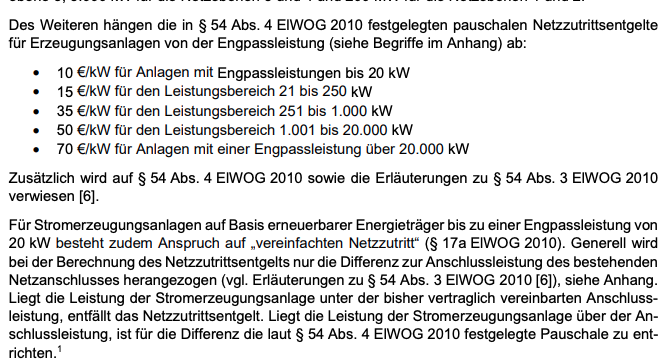 Des Weiteren hängen die in § 54 Abs. 4 ElWOG 2010 festgelegten pauschalen Netzzutrittsentgelte
für Erzeugungsanlagen von der Engpassleistung (siehe Begriffe im Anhang) ab:
• 10 €/kW für Anlagen mit Engpassleistungen bis 20 kW
• 15 €/kW für den Leistungsbereich 21 bis 250 kW
• 35 €/kW für den Leistungsbereich 251 bis 1.000 kW
• 50 €/kW für den Leistungsbereich 1.001 bis 20.000 kW
• 70 €/kW für Anlagen mit einer Engpassleistung über 20.000 kW
Zusätzlich wird auf § 54 Abs. 4 ElWOG 2010 sowie die Erläuterungen zu § 54 Abs. 3 ElWOG 2010
verwiesen [6].
Für Stromerzeugungsanlagen auf Basis erneuerbarer Energieträger bis zu einer Engpassleistung von
20 kW besteht zudem Anspruch auf „vereinfachten Netzzutritt“ (§ 17a ElWOG 2010). Generell wird
bei der Berechnung des Netzzutrittsentgelts nur die Differenz zur Anschlussleistung des bestehenden
Netzanschlusses herangezogen (vgl. Erläuterungen zu § 54 Abs. 3 ElWOG 2010 [6]), siehe Anhang.
Liegt die Leistung der Stromerzeugungsanlage unter der bisher vertraglich vereinbarten Anschluss-
leistung, entfällt das Netzzutrittsentgelt. Liegt die Leistung der Stromerzeugungsanlage über der An-
schlussleistung, ist für die Differenz die laut § 54 Abs. 4 ElWOG 2010 festgelegte Pauschale zu ent-
richten.¹